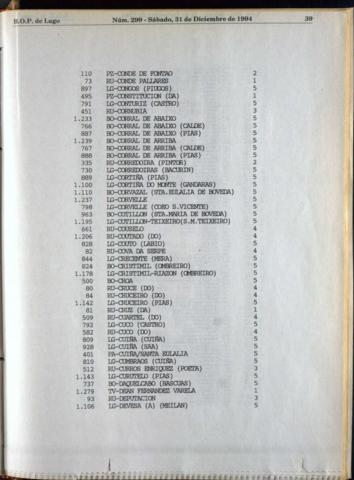 B.O.P. de Lugo Núm. 299 - Sábado, 31 de Diciembre de 1994 39
110 PZ-CONDE DE FONTAO 2
73 RU-CONDE PALLARES 1
897 LG-CONGOS (PIUGOS) 5
495 PZ-CONSTITUCION (DA) 1
791 LG-CONTURIZ (CASTRO) 5
451 RU-CORNUBIA 3
1.233 BO-CORRAL DE ABAIXO 5
766 BO-CORRAL DE ABAIXO (CALDE) 5
887 BO-CORRAL DE ABAIXO (PIAS) 5
1.239 BO-CORRAL DE ARRIBA 5
767 BO-CORRAL DE ARRIBA (CALDE) 5
888 BO-CORRAL DE ARRIBA (PIAS) 5
335 RU-CORREDOIRA (PINTOR) 2
730 LG-CORREDOIRAS (BACURIN) 5
889 LG-CORTIÑA (PIAS) 5
1.100 LG-CORTIÑA DO MONTE (GANDARAS) 5
1.110 BO-CORVAZAL (STA.EULALIA DE BOVEDA) 5
1.237 LG-CORVELLE 5
798 LG-CORVELLE (COEO S.VICENTE) 5
963 BO-COTILLON (STA.MARIA DE BOVEDA) 5
1.195 LG-COTILLON-TEIXEIRO(S.M.TEIXEIRO) 5
661 RU-COUSELO 4
1.206 RU-COUTADO (DO) 4
828 LG-COUTO (LABIO) 5
82 RU-COVA DA SERPE 4
844 LG-CRECENTE (MERA) 5
824 BO-CRISTIMIL (OMBREIRO) 5
1.178 LG-CRISTIMIL-RIAZON (OMBREIRO) 5
500 BO-CROA 5
80 RU-CRUCE (DO) 4
84 RU-CRUCEIRO (DO) 4
1.142 LG-CRUCEIRO (PIAS) 5
81 RU-CRUZ (DA) 1
509 RU-CUARTEL (DO) 4
792 LG-CUCO (CASTRO) 5
582 RU-CUCO (DO) 4
809 LG-CUIÑA (CUIÑA) 5
928 LG-CUIÑA (SAA) 5
401 PA-CUIÑA/SANTA EULALIA 5
810 LG-CUMBRAOS (CUIÑA) 5
512 RU-CURROS ENRIQUEZ (POETA) 3
1.143 LG-CURUTELO (PIAS) 5
737 BO-DAQUELCABO (BASCUAS) 5
1.279 TV-DEAN FERNANDEZ VARELA 1
93 RU-DEPUTACION 3
1.106 LG-DEVESA (A) (MEILAN) 5